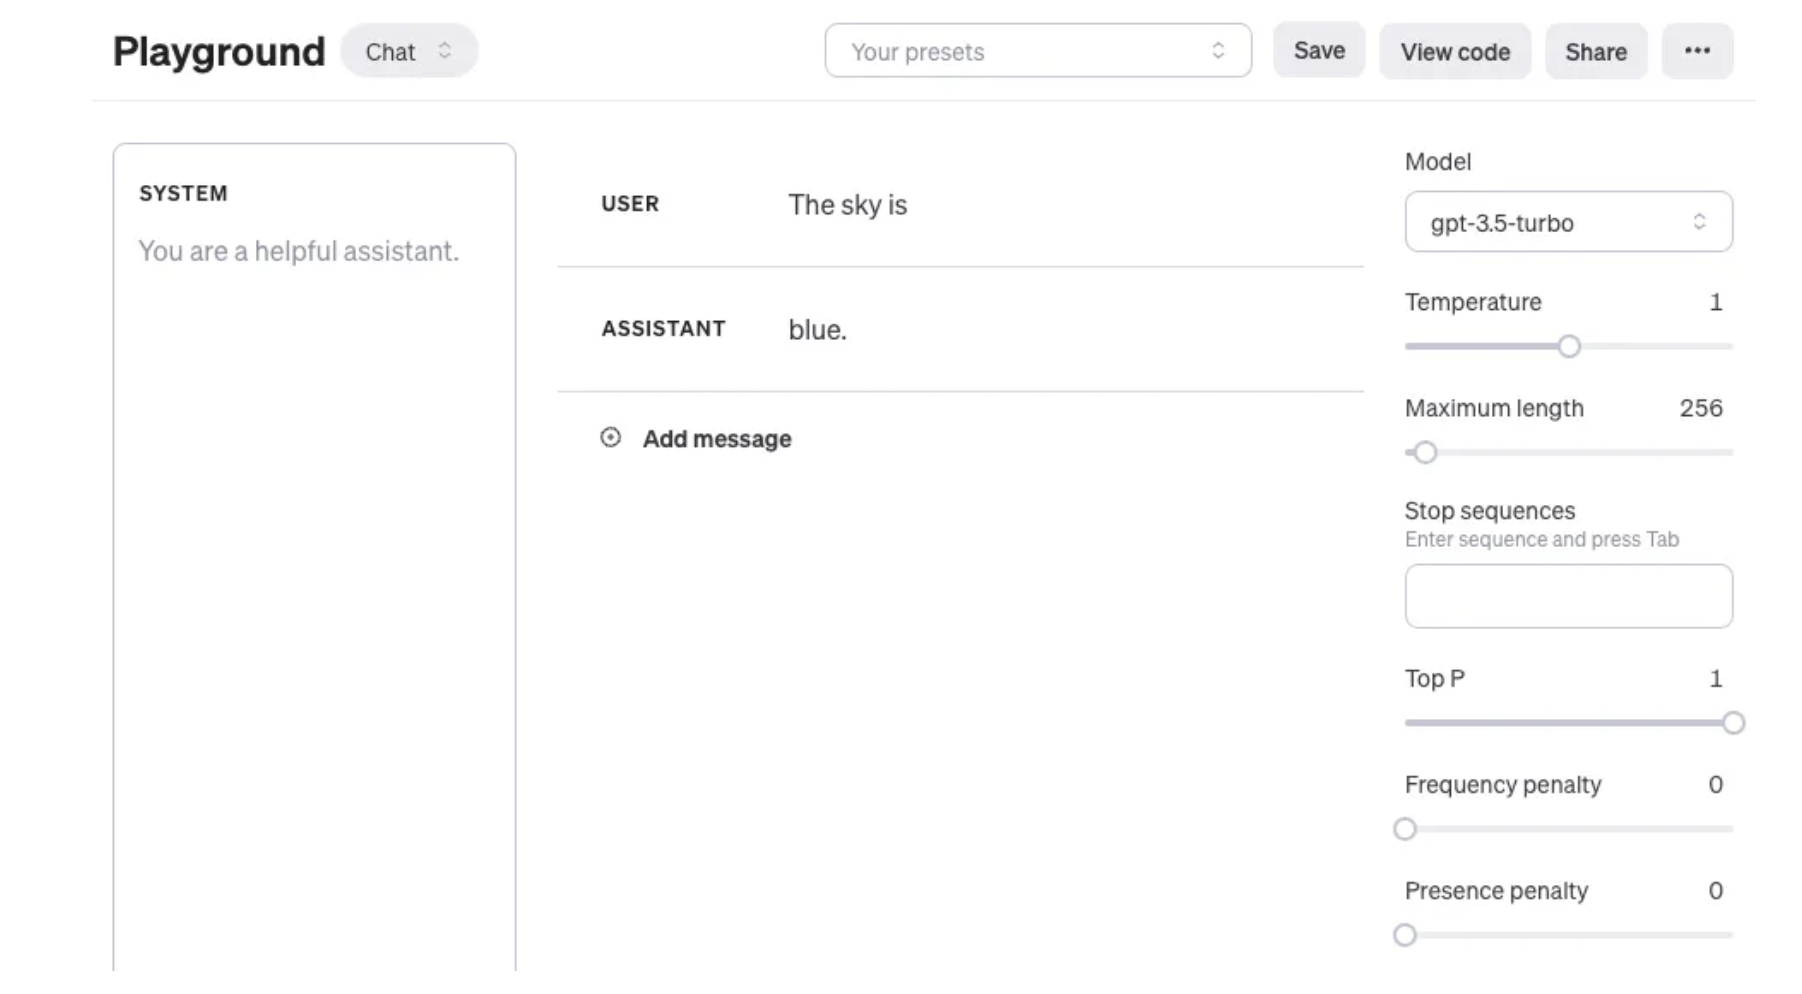 Playground
Chat
Your presets
Save
View code
Share
SYSTEM
You are a helpful assistant.
USER
The sky is
ASSISTANT
blue.
Add message
Model
gpt-3.5-turbo
Temperature 1
Maximum length 256
Stop sequences
Enter sequence and press Tab
Top P 1
Frequency penalty 0
Presence penalty 0